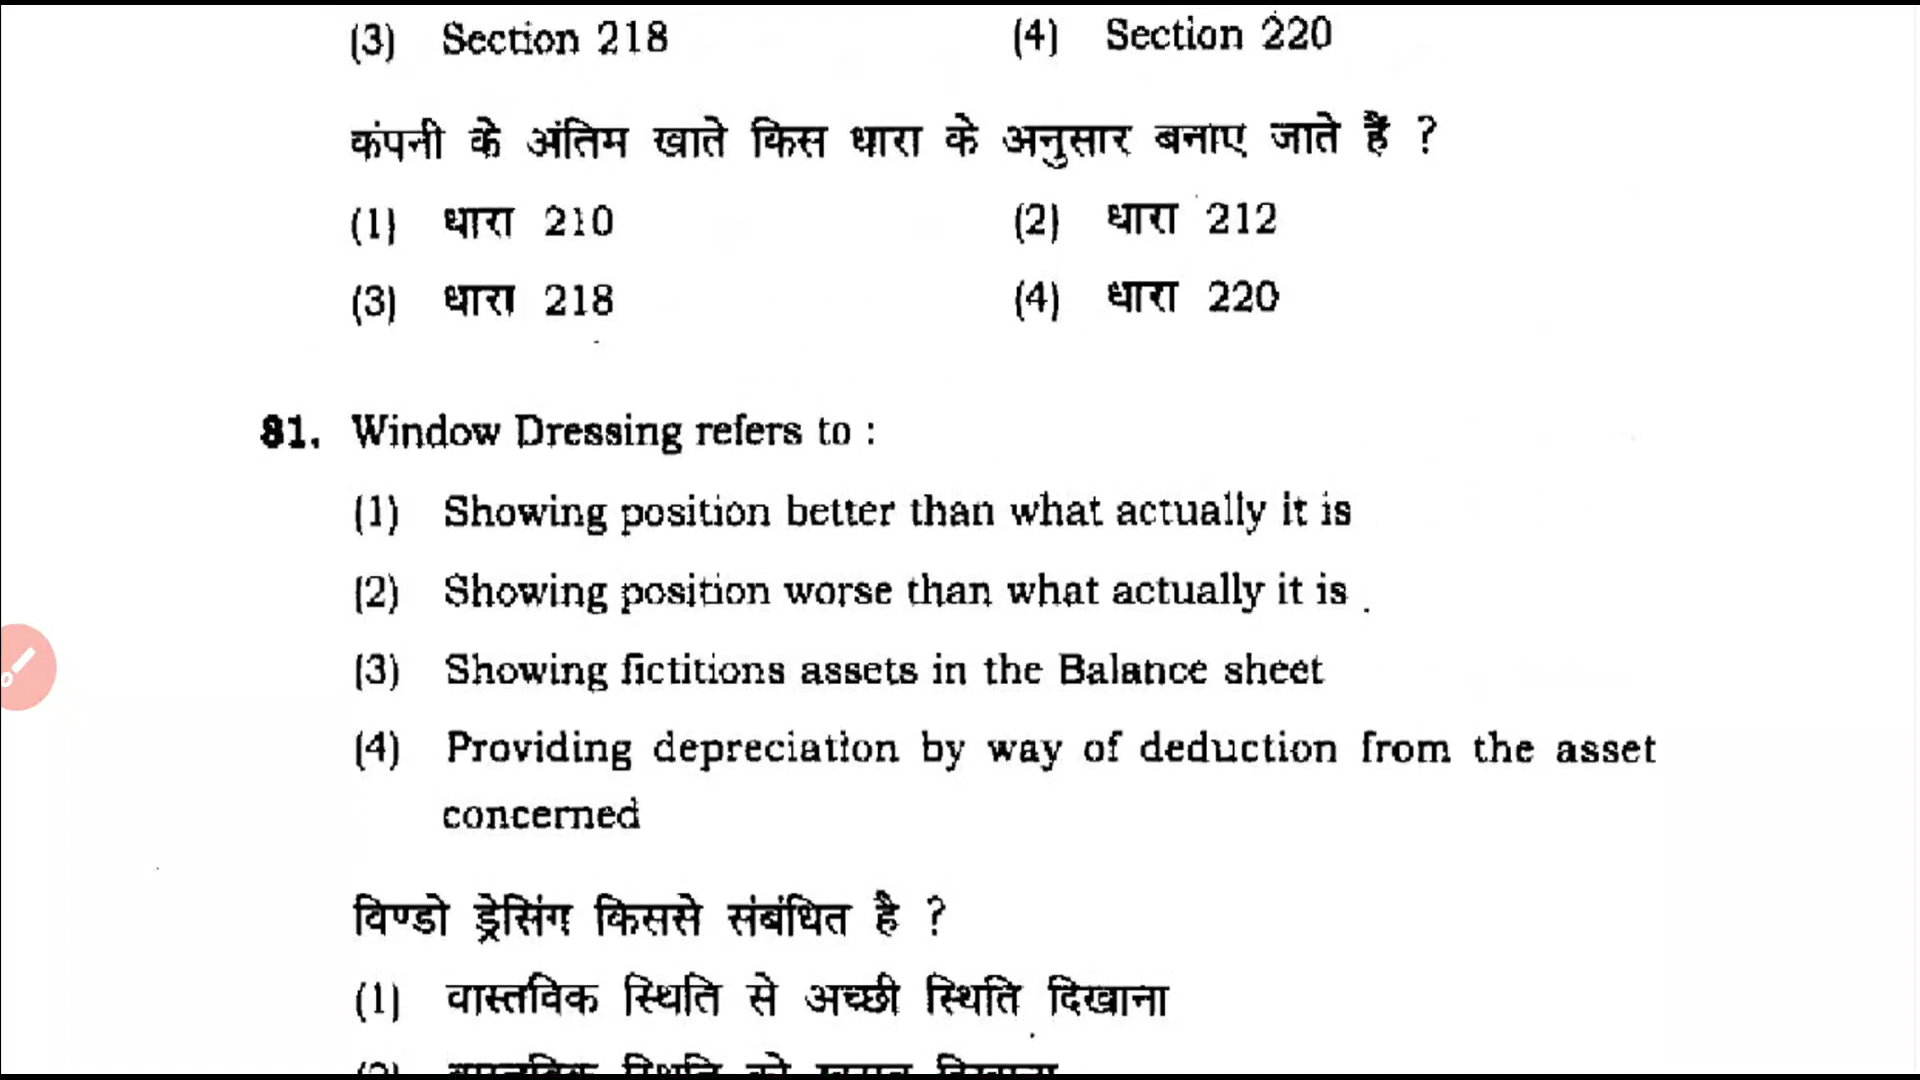 (3) Section 218 (4) Section 220
कंपनी के अंतिम खाते किस धारा के अनुसार बनाए जाते हैं ?
(1) धारा 210 (2) धारा 212
(3) धारा 218 (4) धारा 220
81. Window Dressing refers to :
(1) Showing position better than what actually it is
(2) Showing position worse than what actually it is .
(3) Showing fictitions assets in the Balance sheet
(4) Providing depreciation by way of deduction from the asset
concerned
विण्डो ड्रेसिंग किससे संबंधित है ?
(1) वास्तविक स्थिति से अच्छी स्थिति दिखाना